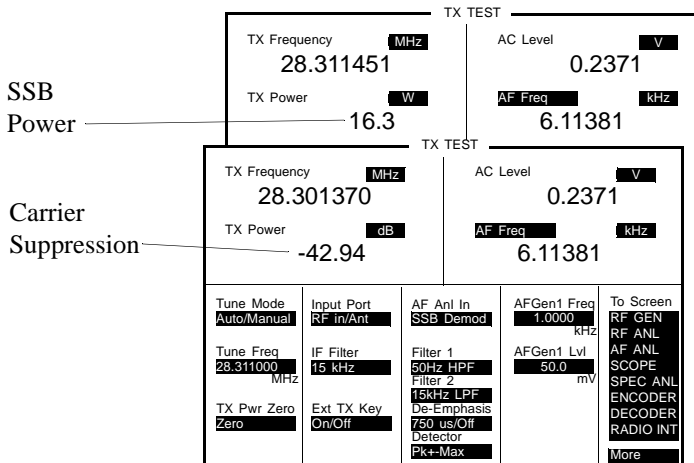 TX TEST
TX Frequency MHz AC Level V
28.311451 0.2371
TX Power W AF Freq kHz
16.3 6.11381
SSB
Power
TX TEST
TX Frequency MHz AC Level V
28.301370 0.2371
TX Power dB AF Freq kHz
-42.94 6.11381
Carrier
Suppression
Tune Mode Input Port AF Anl In AFGen1 Freq To Screen
Auto/Manual RF in/Ant SSB Demod 1.0000 RF GEN
kHz RF ANL
Tune Freq IF Filter Filter 1 AFGen1 Lvl AF ANL
28.311000 15 kHz 50Hz HPF 50.0 SCOPE
MHz Filter 2 mV SPEC ANL
15kHz LPF ENCODER
TX Pwr Zero Ext TX Key De-Emphasis DECODER
Zero On/Off 750 us/Off RADIO INT
Detector
Pk+-Max More